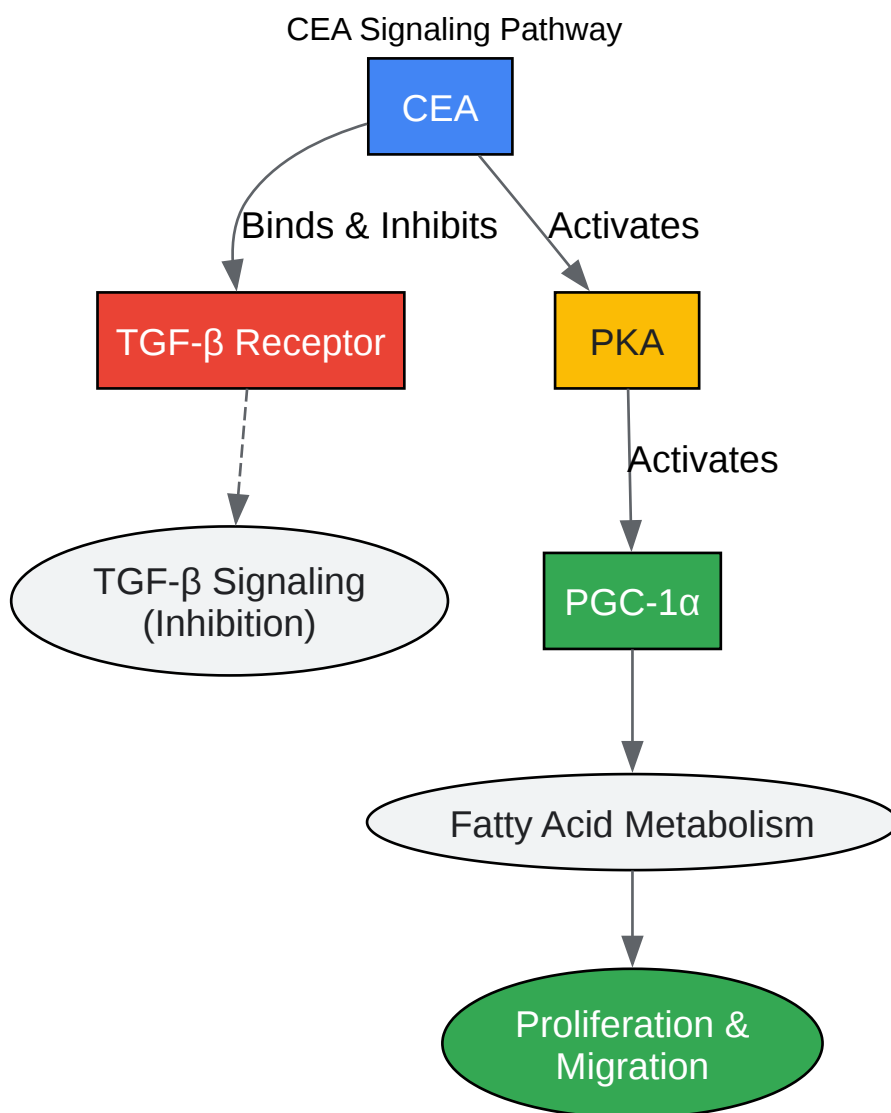 CEA Signaling Pathway
CEA
Binds & Inhibits
Activates
TGF-β Receptor
PKA
Activates
TGF-β Signaling
(Inhibition)
PGC-1α
Fatty Acid Metabolism
Proliferation &
Migration